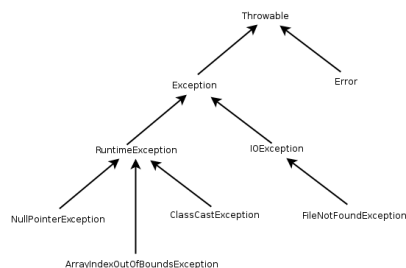 Throwable
Exception
Error
RuntimeException
IOException
NullPointerException
ClassCastException
FileNotFoundException
ArrayIndexOutOfBoundsException